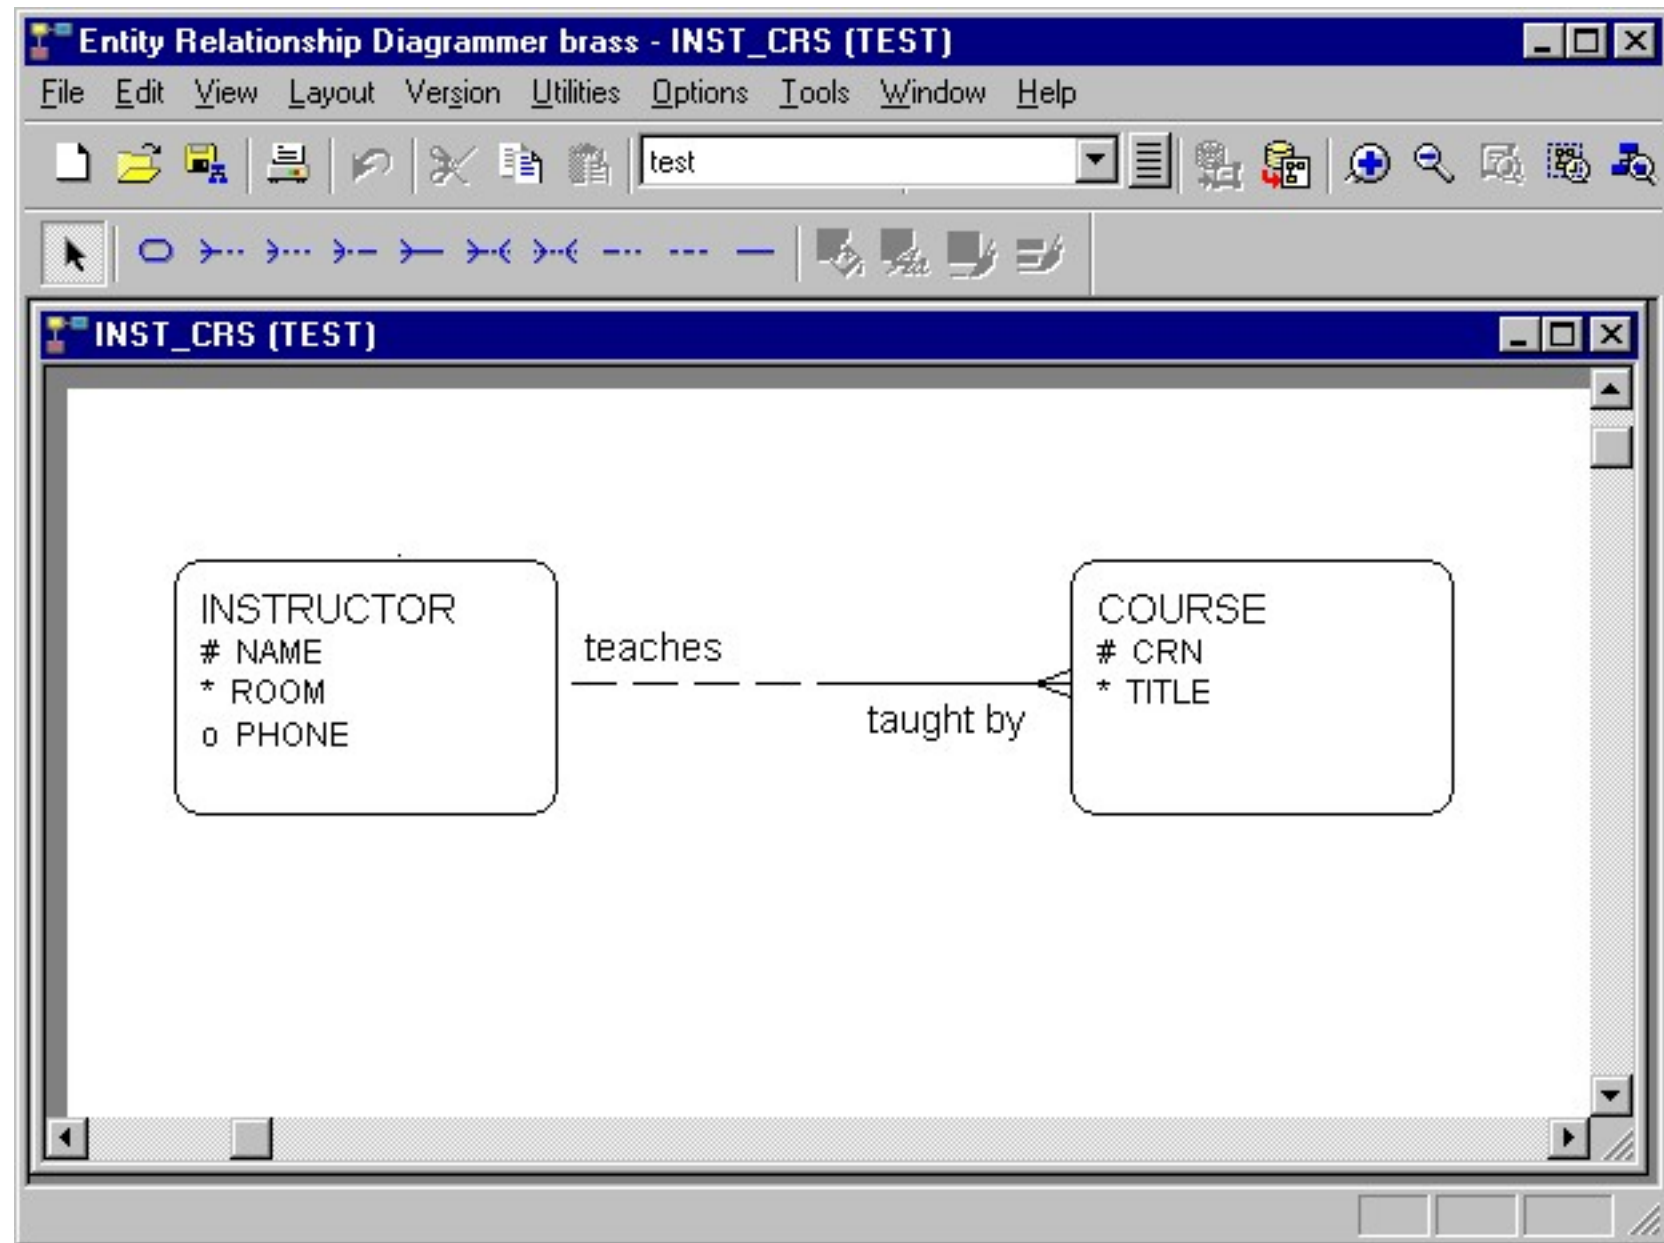 Entity Relationship Diagrammer brass - INST_CRS (TEST)
File Edit View Layout Version Utilities Options Tools Window Help
test
INST_CRS (TEST)
INSTRUCTOR
# NAME
* ROOM
o PHONE
teaches
taught by
COURSE
# CRN
* TITLE